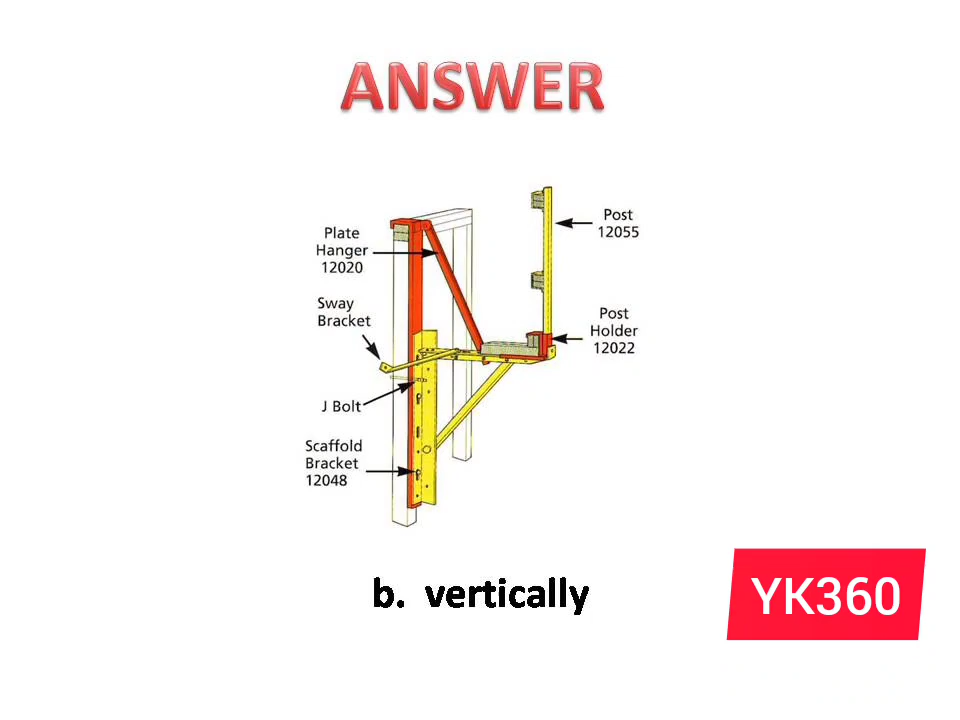 ANSWER
Post
12055
Plate
Hanger
12020
Sway
Bracket
Post
Holder
12022
J Bolt
Scaffold
Bracket
12048
b. vertically
YK360